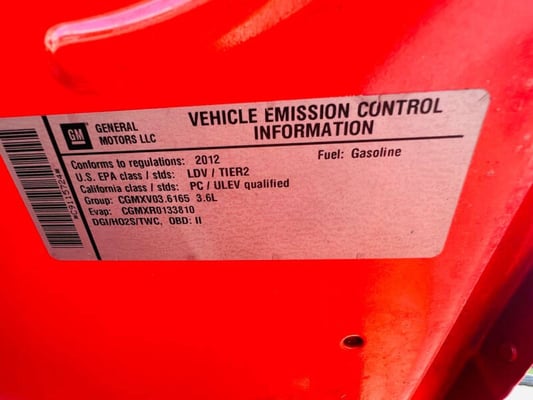 GM
GENERAL
MOTORS LLC
VEHICLE EMISSION CONTROL
INFORMATION
Conforms to regulations: 2012
Fuel: Gasoline
U.S. EPA class / stds: LDV / TIER2
California class / stds: PC / ULEV qualified
Group: CGMXV03.6165 3.6L
Evap: CGMXR0133810
DGI/HO2S/TWC, OBD: II